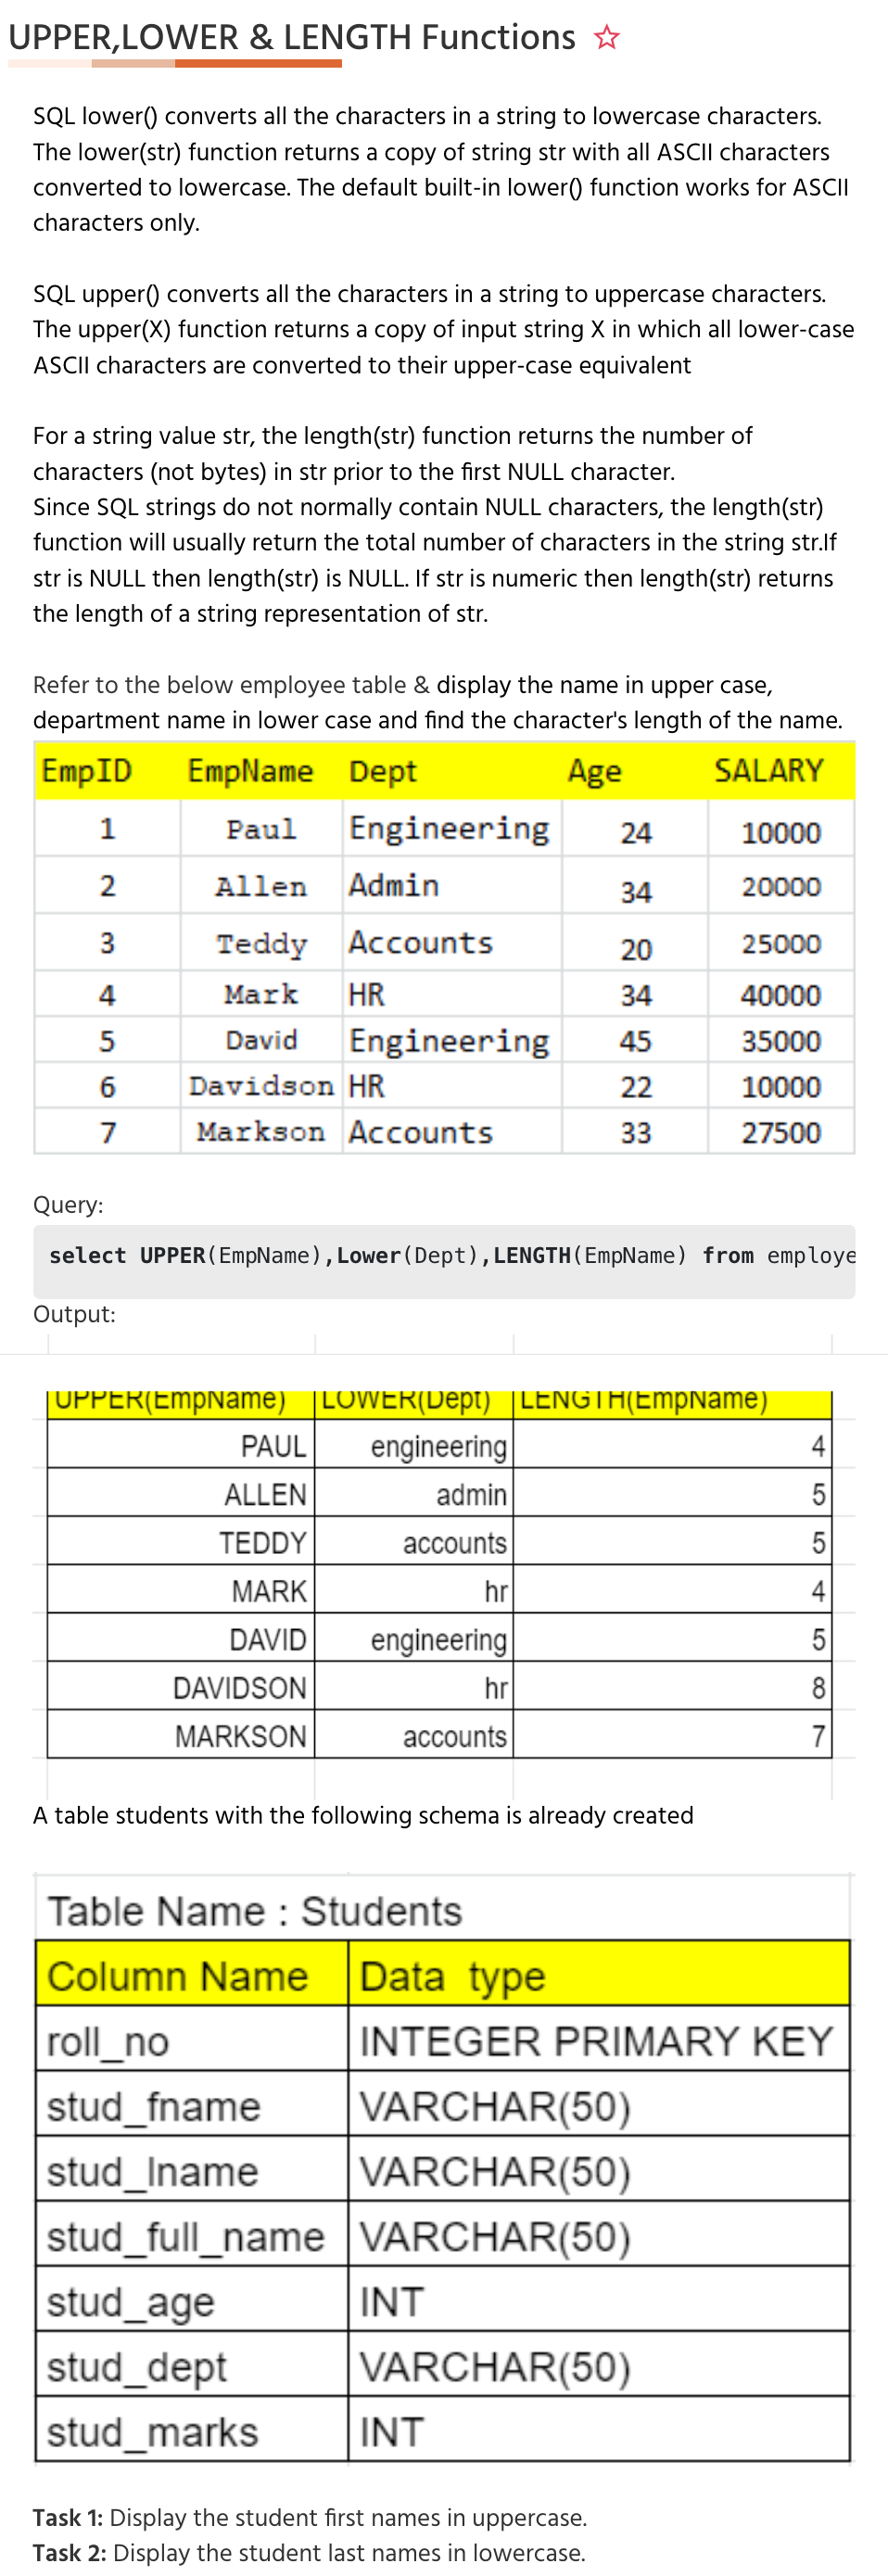 UPPER,LOWER & LENGTH Functions
SQL lower() converts all the characters in a string to lowercase characters.
The lower(str) function returns a copy of string str with all ASCII characters
converted to lowercase. The default built-in lower() function works for ASCII
characters only.
SQL upper() converts all the characters in a string to uppercase characters.
The upper(X) function returns a copy of input string X in which all lower-case
ASCII characters are converted to their upper-case equivalent
For a string value str, the length(str) function returns the number of
characters (not bytes) in str prior to the first NULL character.
Since SQL strings do not normally contain NULL characters, the length(str)
function will usually return the total number of characters in the string str.If
str is NULL then length(str) is NULL. If str is numeric then length(str) returns
the length of a string representation of str.
Refer to the below employee table & display the name in upper case,
department name in lower case and find the character's length of the name.
EmpID EmpName Dept Age SALARY
1 Paul Engineering 24 10000
2 Allen Admin 34 20000
3 Teddy Accounts 20 25000
4 Mark HR 34 40000
5 David Engineering 45 35000
6 Davidson HR 22 10000
7 Markson Accounts 33 27500
Query:
select UPPER(EmpName),Lower(Dept),LENGTH(EmpName) from employe
Output:
UPPER(EmpName) LOWER(Dept) LENGTH(EmpName)
PAUL engineering 4
ALLEN admin 5
TEDDY accounts 5
MARK hr 4
DAVID engineering 5
DAVIDSON hr 8
MARKSON accounts 7
A table students with the following schema is already created
Table Name : Students
Column Name Data type
roll_no INTEGER PRIMARY KEY
stud_fname VARCHAR(50)
stud_lname VARCHAR(50)
stud_full_name VARCHAR(50)
stud_age INT
stud_dept VARCHAR(50)
stud_marks INT
Task 1: Display the student first names in uppercase.
Task 2: Display the student last names in lowercase.